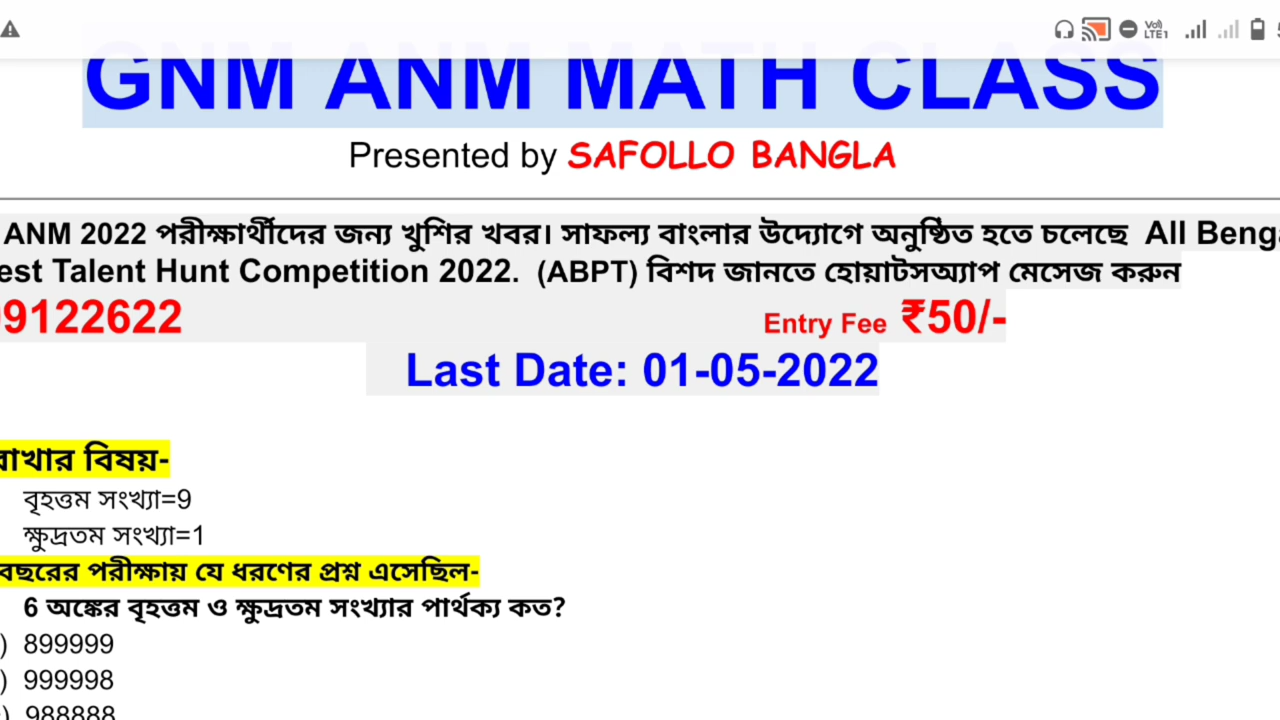 GNM ANM MATH CLASS
Presented by SAFOLLO BANGLA
ANM 2022 পরীক্ষার্থীদের জন্য খুশির খবর। সাফল্য বাংলার উদ্যোগে অনুষ্ঠিত হতে চলেছে All
Talent Hunt Competition 2022. (ABPT) বিশদ জানতে হোয়াটসঅ্যাপ মেসেজ করুন
9122622 Entry Fee ₹50/-
Last Date: 01-05-2022
বিষয়-
বৃহত্তম সংখ্যা=9
ক্ষুদ্রতম সংখ্যা=1
বছরের পরীক্ষায় যে ধরণের প্রশ্ন এসেছিল-
6 অঙ্কের বৃহত্তম ও ক্ষুদ্রতম সংখ্যার পার্থক্য কত?
) 899999
) 999998
) 988888